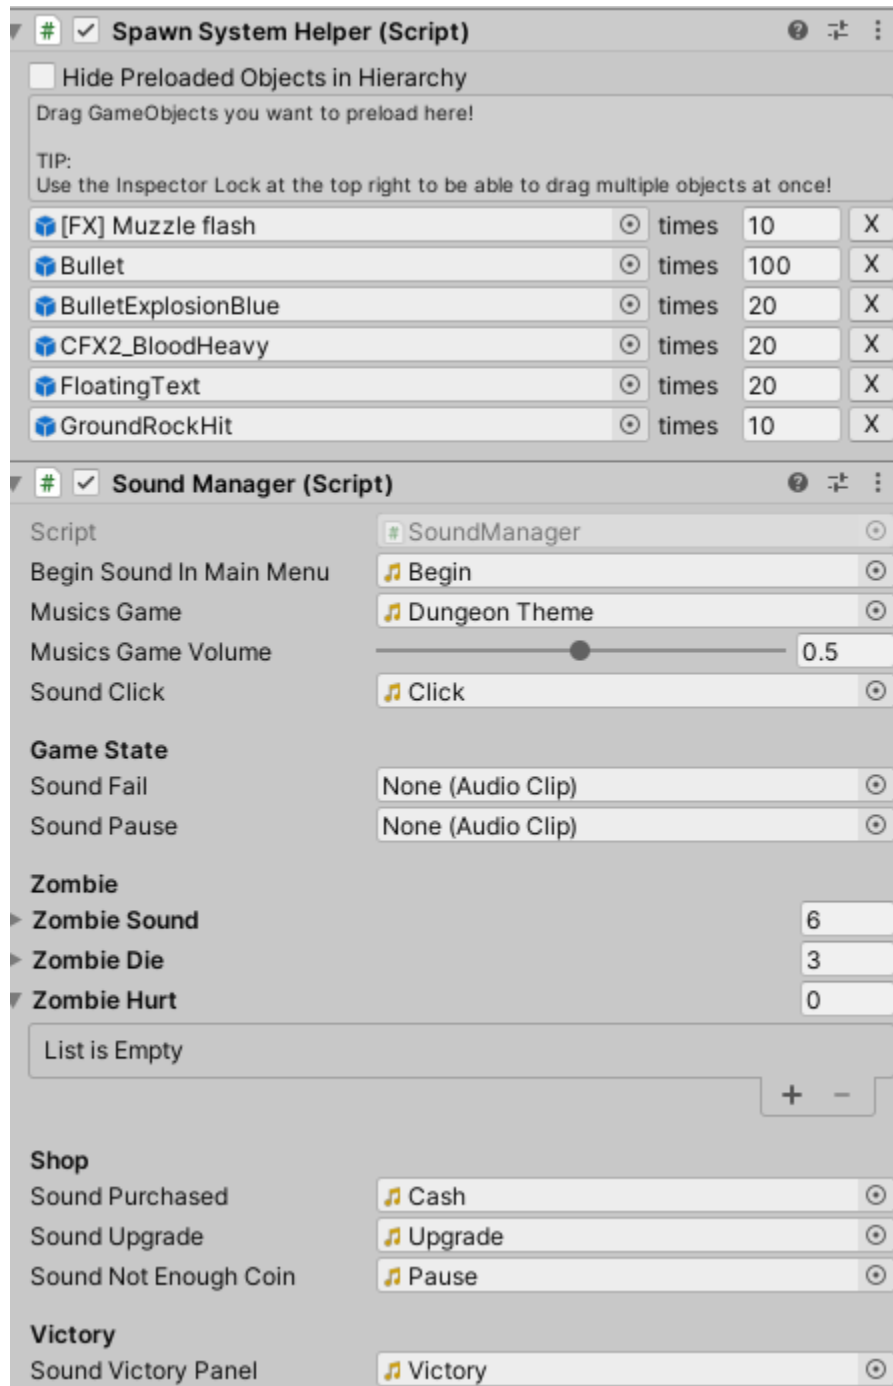 Spawn System Helper (Script)
Hide Preloaded Objects in Hierarchy
Drag GameObjects you want to preload here!
TIP:
Use the Inspector Lock at the top right to be able to drag multiple objects at once!
[FX] Muzzle flash times 10 X
Bullet times 100 X
BulletExplosionBlue times 20 X
CFX2_BloodHeavy times 20 X
FloatingText times 20 X
GroundRockHit times 10 X
# Sound Manager (Script)
Script # SoundManager
Begin Sound In Main Menu Begin
Musics Game Dungeon Theme
Musics Game Volume 0.5
Sound Click Click
Game State
Sound Fail None (Audio Clip)
Sound Pause None (Audio Clip)
Zombie
Zombie Sound 6
Zombie Die 3
Zombie Hurt 0
List is Empty
+ −
Shop
Sound Purchased Cash
Sound Upgrade Upgrade
Sound Not Enough Coin Pause
Victory
Sound Victory Panel Victory